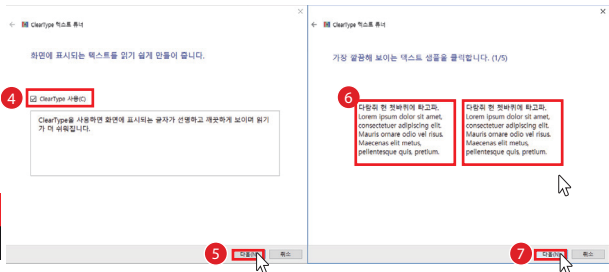 ClearType 텍스트 튜너
화면에 표시되는 텍스트를 읽기 쉽게 만들어 줍니다.
4
ClearType 사용(C)
ClearType을 사용하면 화면에 표시되는 글자가 선명하고 깨끗하게 보이며 읽기
가 더 쉬워집니다.
5
다음(N)
취소
ClearType 텍스트 튜너
가장 깔끔해 보이는 텍스트 샘플을 클릭합니다. (1/5)
6
다람쥐 헌 쳇바퀴에 타고파.
Lorem ipsum dolor sit amet,
consectetuer adipiscing elit.
Mauris ornare odio vel risus.
Maecenas elit metus,
pellentesque quis, pretium.
다람쥐 헌 쳇바퀴에 타고파.
Lorem ipsum dolor sit amet,
consectetuer adipiscing elit.
Mauris ornare odio vel risus.
Maecenas elit metus,
pellentesque quis, pretium.
7
다음(N)
취소